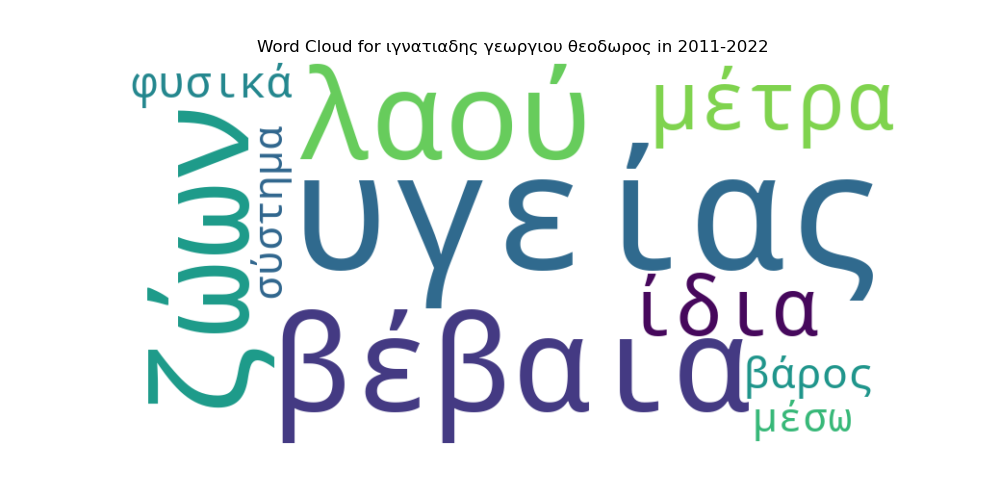 Word Cloud for ιγνατιαδης γεωργιου θεοδωρος in 2011-2022
φυσικά
λαού
μέτρα
ζώων
σύστημα
υγείας
ίδια
βέβαια
βάρος
μέσω